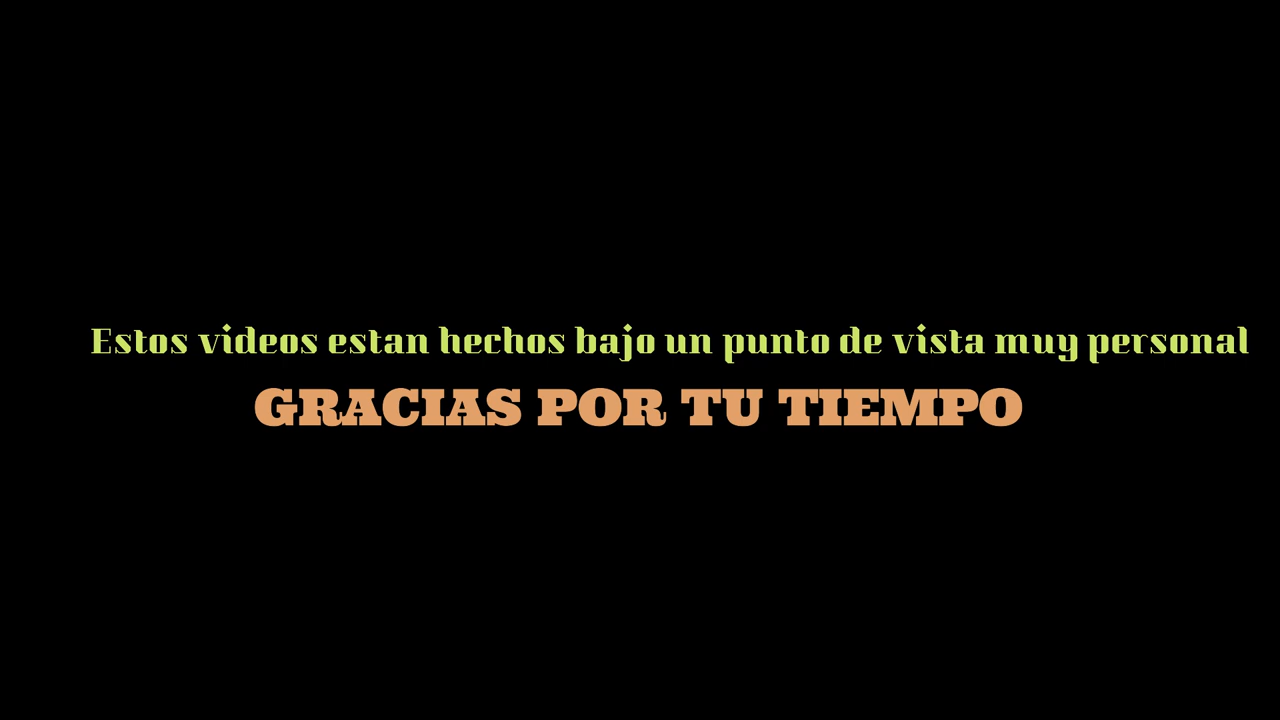 Estos videos estan hechos bajo un punto de vista muy personal
GRACIAS POR TU TIEMPO